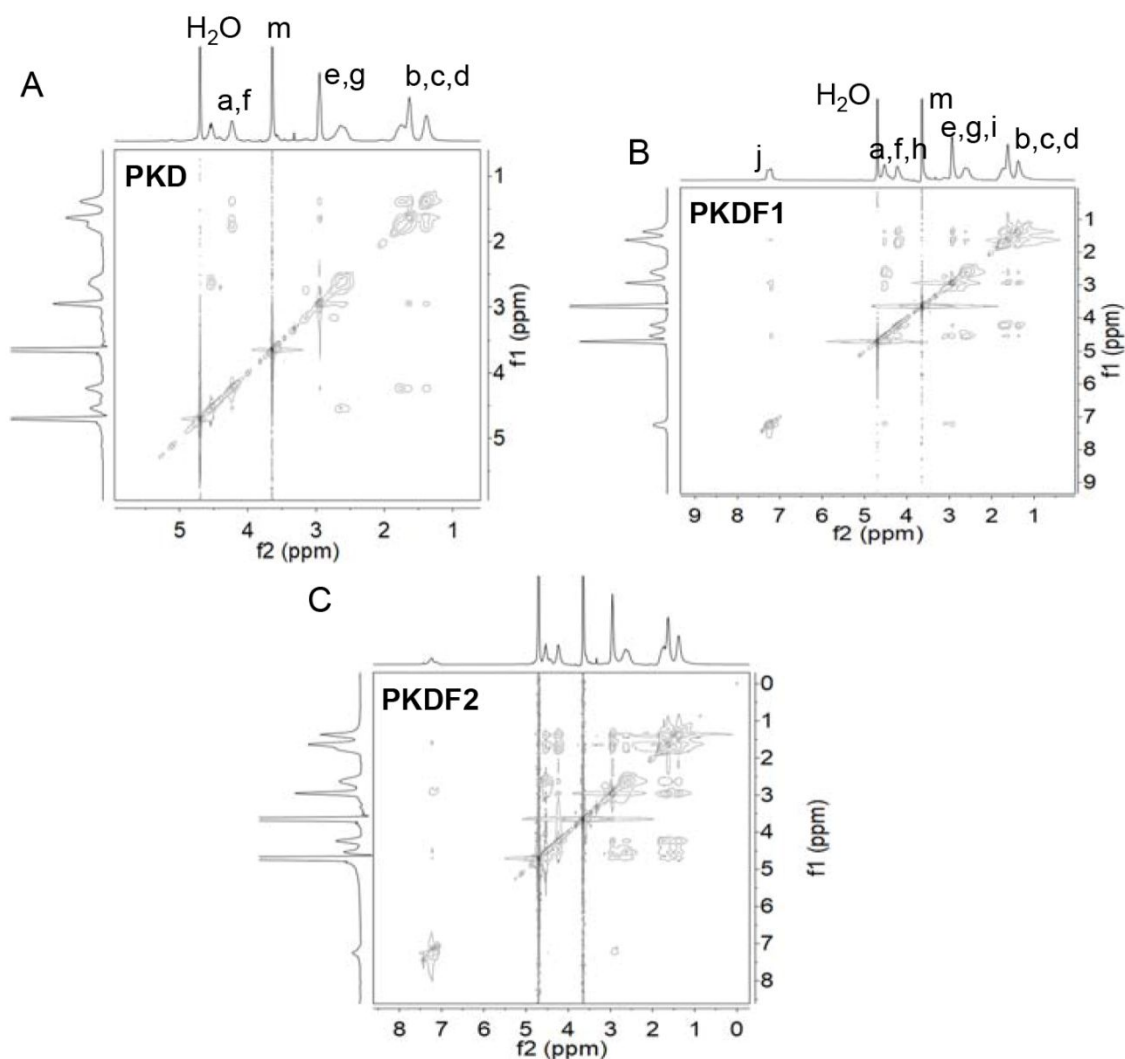 A
H₂O
m
a,f
e,g
b,c,d
PKD
1
2
3
4
5
f1 (ppm)
5 4 3 2 1
f2 (ppm)
B
H₂O
m
j
a,f,h
e,g,i
b,c,d
PKDF1
1
2
3
4
5
6
7
8
9
f1 (ppm)
9 8 7 6 5 4 3 2 1
f2 (ppm)
C
PKDF2
0
1
2
3
4
5
6
7
8
f1 (ppm)
8 7 6 5 4 3 2 1 0
f2 (ppm)